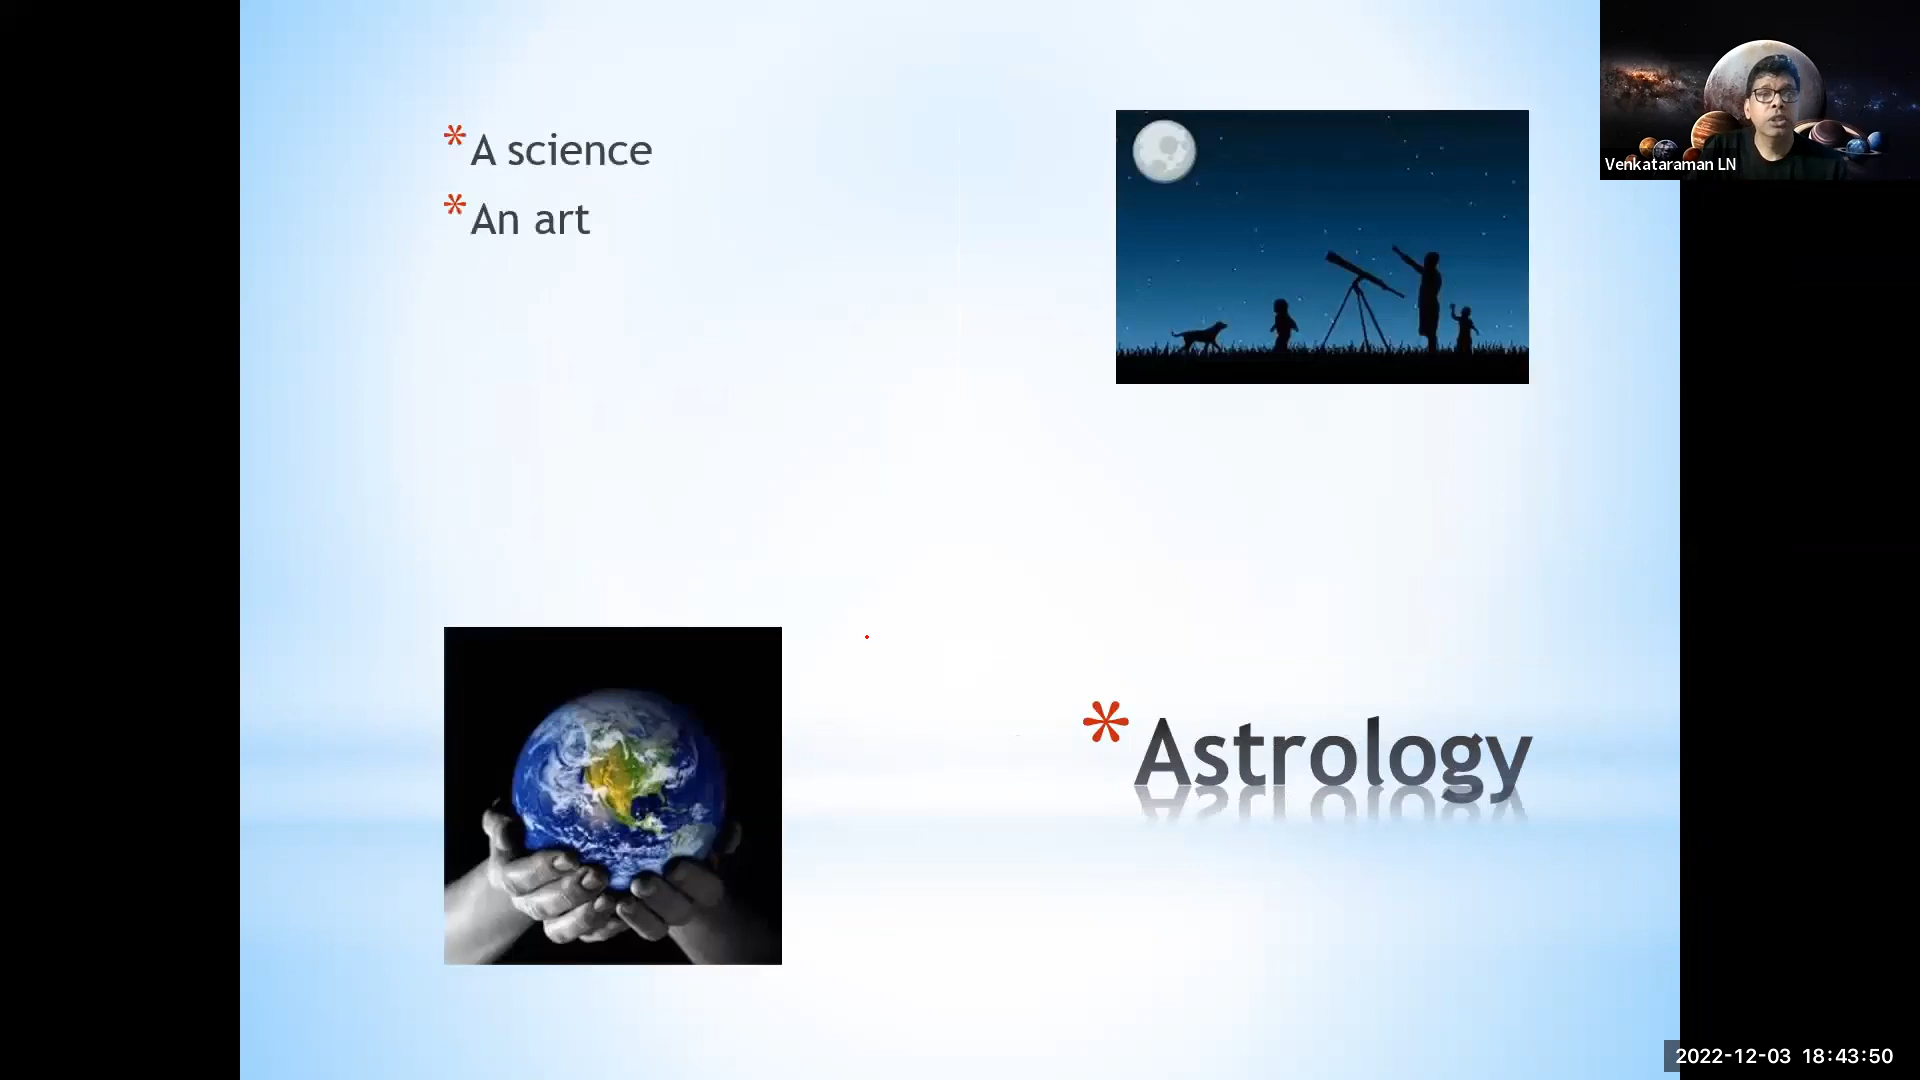 * A science
* An art
Venkataraman LN
* Astrology
2022-12-03 18:43:50